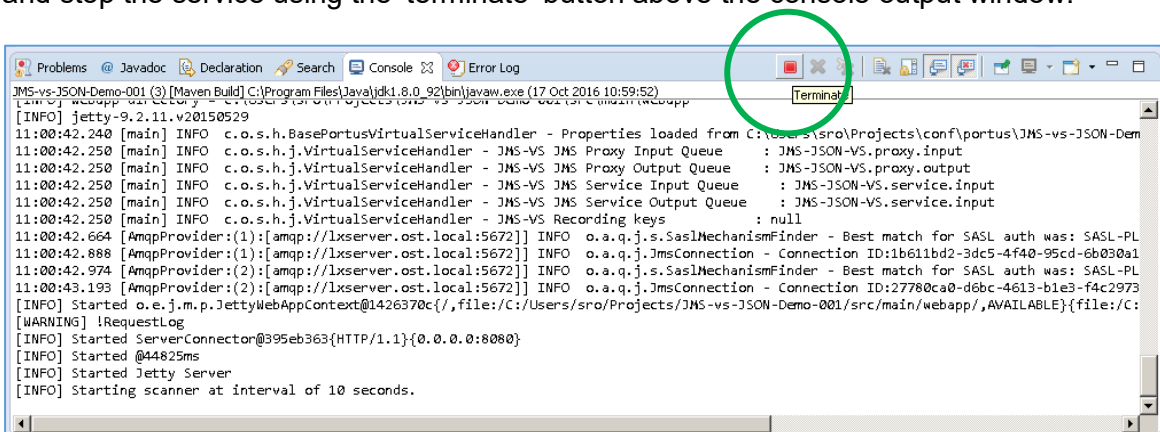 and stop the service using the 'terminate' button above the console output window.
Problems @ Javadoc Declaration Search Console Error Log
JMS-vs-JSON-Demo-001 (3) [Maven Build] C:\Program Files\Java\jdk1.8.0_92\bin\javaw.exe (17 Oct 2016 10:59:52)
Terminate
[INFO] webapp directory = C:\Users\sro\Projects\JMS-vs-JSON-Demo-001\src\main\webapp
[INFO] jetty-9.2.11.v20150529
11:00:42.240 [main] INFO c.o.s.h.BasePortusVirtualServiceHandler - Properties loaded from C:\Users\sro\Projects\conf\portus\JMS-vs-JSON-Dem
11:00:42.250 [main] INFO c.o.s.h.j.VirtualServiceHandler - JMS-VS JMS Proxy Input Queue : JMS-JSON-VS.proxy.input
11:00:42.250 [main] INFO c.o.s.h.j.VirtualServiceHandler - JMS-VS JMS Proxy Output Queue : JMS-JSON-VS.proxy.output
11:00:42.250 [main] INFO c.o.s.h.j.VirtualServiceHandler - JMS-VS JMS Service Input Queue : JMS-JSON-VS.service.input
11:00:42.250 [main] INFO c.o.s.h.j.VirtualServiceHandler - JMS-VS JMS Service Output Queue : JMS-JSON-VS.service.input
11:00:42.250 [main] INFO c.o.s.h.j.VirtualServiceHandler - JMS-VS Recording keys : null
11:00:42.664 [AmqpProvider:(1):[amqp://lxserver.ost.local:5672]] INFO o.a.q.j.s.SaslMechanismFinder - Best match for SASL auth was: SASL-PL
11:00:42.888 [AmqpProvider:(1):[amqp://lxserver.ost.local:5672]] INFO o.a.q.j.JmsConnection - Connection ID:1b611bd2-3dc5-4f40-95cd-6b030a1
11:00:42.974 [AmqpProvider:(2):[amqp://lxserver.ost.local:5672]] INFO o.a.q.j.s.SaslMechanismFinder - Best match for SASL auth was: SASL-PL
11:00:43.193 [AmqpProvider:(2):[amqp://lxserver.ost.local:5672]] INFO o.a.q.j.JmsConnection - Connection ID:27780ca0-d6bc-4613-b1e3-f4c2973
[INFO] Started o.e.j.m.p.JettyWebAppContext@1426370c{/,file:/C:/Users/sro/Projects/JMS-vs-JSON-Demo-001/src/main/webapp/,AVAILABLE}{file:/C:
[WARNING] !RequestLog
[INFO] Started ServerConnector@395eb363{HTTP/1.1}{0.0.0.0:8080}
[INFO] Started @44825ms
[INFO] Started Jetty Server
[INFO] Starting scanner at interval of 10 seconds.